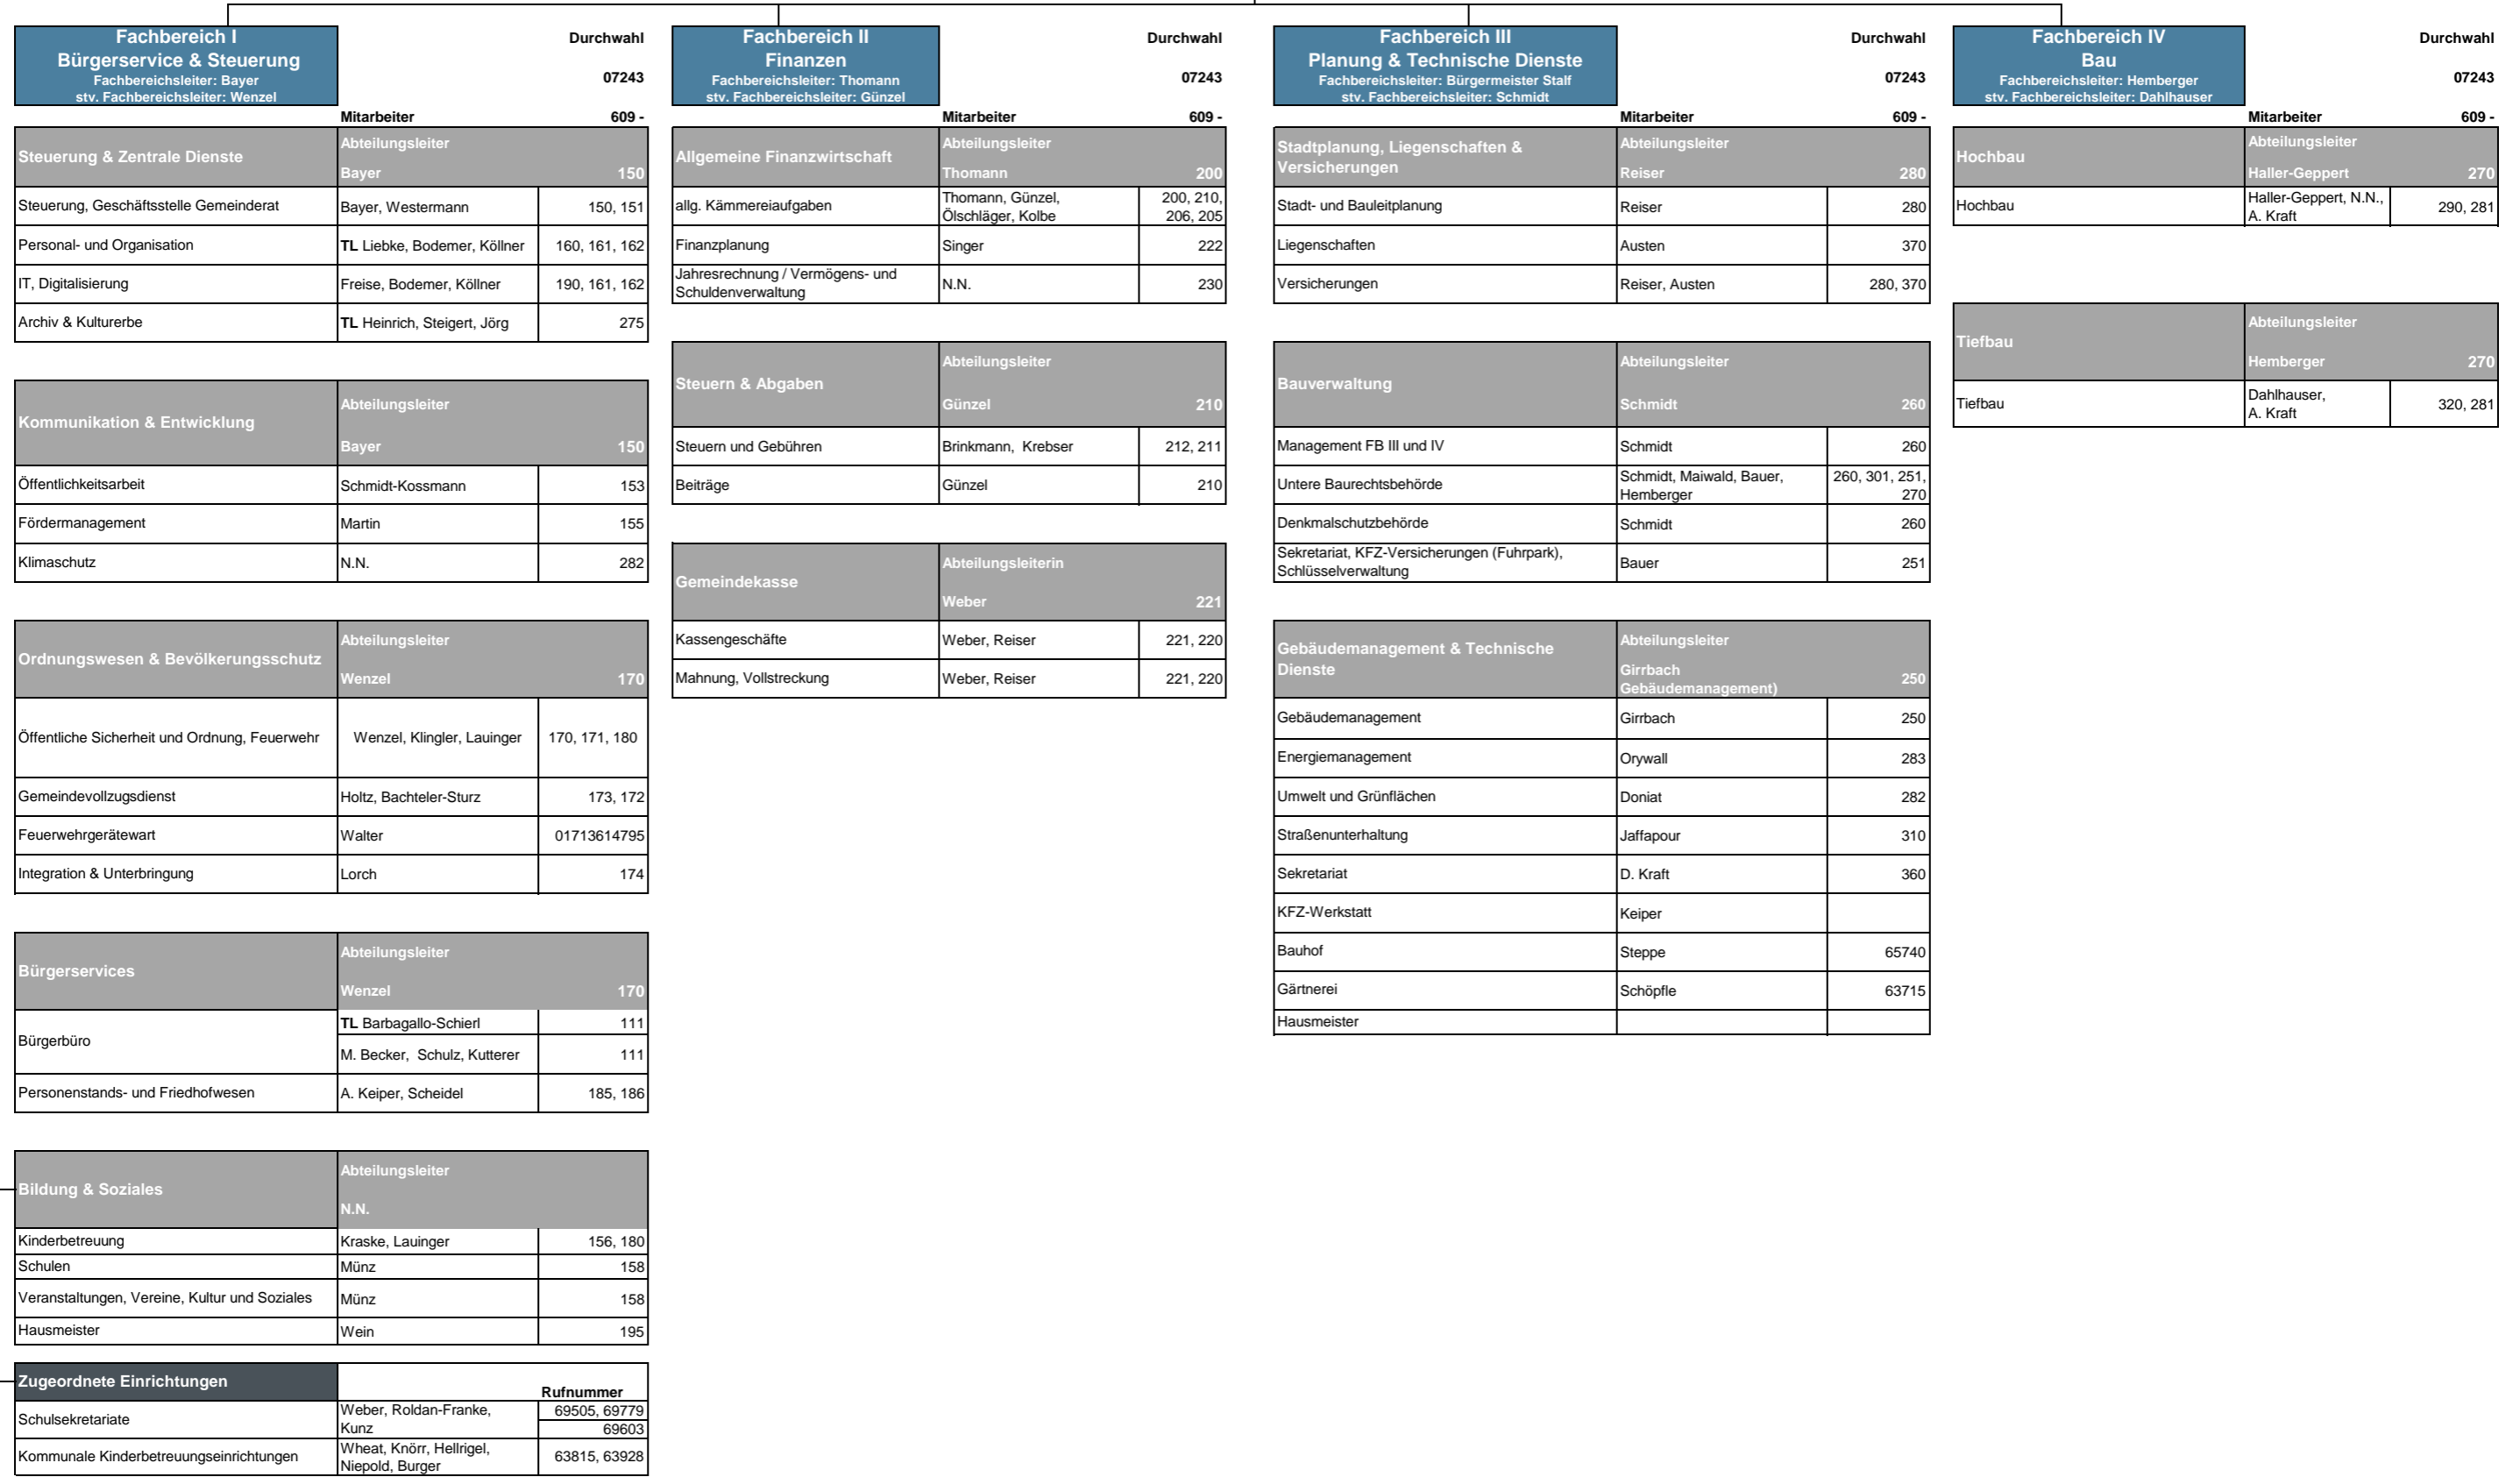 Fachbereich I
Bürgerservice & Steuerung
Fachbereichsleiter: Bayer
stv. Fachbereichsleiter: Wenzel
Durchwahl
07243
Mitarbeiter 609 -
Steuerung & Zentrale Dienste
Abteilungsleiter
Bayer 150
Steuerung, Geschäftsstelle Gemeinderat Bayer, Westermann 150, 151
Personal- und Organisation TL Liebke, Bodemer, Köllner 160, 161, 162
IT, Digitalisierung Freise, Bodemer, Köllner 190, 161, 162
Archiv & Kulturerbe TL Heinrich, Steigert, Jörg 275
Kommunikation & Entwicklung
Abteilungsleiter
Bayer 150
Öffentlichkeitsarbeit Schmidt-Kossmann 153
Fördermanagement Martin 155
Klimaschutz N.N. 282
Ordnungswesen & Bevölkerungsschutz
Abteilungsleiter
Wenzel 170
Öffentliche Sicherheit und Ordnung, Feuerwehr Wenzel, Klingler, Lauinger 170, 171, 180
Gemeindevollzugsdienst Holtz, Bachteler-Sturz 173, 172
Feuerwehrgerätewart Walter 01713614795
Integration & Unterbringung Lorch 174
Bürgerservices
Abteilungsleiter
Wenzel 170
Bürgerbüro
TL Barbagallo-Schierl 111
M. Becker, Schulz, Kutterer 111
Personenstands- und Friedhofwesen A. Keiper, Scheidel 185, 186
Bildung & Soziales
Abteilungsleiter
N.N.
Kinderbetreuung Kraske, Lauinger 156, 180
Schulen Münz 158
Veranstaltungen, Vereine, Kultur und Soziales Münz 158
Hausmeister Wein 195
Zugeordnete Einrichtungen
Rufnummer
Schulsekretariate
Weber, Roldan-Franke, 69505, 69779
Kunz 69603
Kommunale Kinderbetreuungseinrichtungen
Wheat, Knörr, Hellrigel,
Niepold, Burger
63815, 63928
Fachbereich II
Finanzen
Fachbereichsleiter: Thomann
stv. Fachbereichsleiter: Günzel
Durchwahl
07243
Mitarbeiter 609 -
Allgemeine Finanzwirtschaft
Abteilungsleiter
Thomann 200
allg. Kämmereiaufgaben
Thomann, Günzel, 200, 210,
Ölschläger, Kolbe 206, 205
Finanzplanung Singer 222
Jahresrechnung / Vermögens- und
Schuldenverwaltung
N.N. 230
Steuern & Abgaben
Abteilungsleiter
Günzel 210
Steuern und Gebühren Brinkmann, Krebser 212, 211
Beiträge Günzel 210
Gemeindekasse
Abteilungsleiterin
Weber 221
Kassengeschäfte Weber, Reiser 221, 220
Mahnung, Vollstreckung Weber, Reiser 221, 220
Fachbereich III
Planung & Technische Dienste
Fachbereichsleiter: Bürgermeister Stalf
stv. Fachbereichsleiter: Schmidt
Durchwahl
07243
Mitarbeiter 609 -
Stadtplanung, Liegenschaften &
Versicherungen
Abteilungsleiter
Reiser 280
Stadt- und Bauleitplanung Reiser 280
Liegenschaften Austen 370
Versicherungen Reiser, Austen 280, 370
Bauverwaltung
Abteilungsleiter
Schmidt 260
Management FB III und IV Schmidt 260
Untere Baurechtsbehörde
Schmidt, Maiwald, Bauer, 260, 301, 251,
Hemberger 270
Denkmalschutzbehörde Schmidt 260
Sekretariat, KFZ-Versicherungen (Fuhrpark),
Schlüsselverwaltung
Bauer 251
Gebäudemanagement & Technische
Dienste
Abteilungsleiter
Girrbach
Gebäudemanagement)
250
Gebäudemanagement Girrbach 250
Energiemanagement Orywall 283
Umwelt und Grünflächen Doniat 282
Straßenunterhaltung Jaffapour 310
Sekretariat D. Kraft 360
KFZ-Werkstatt Keiper
Bauhof Steppe 65740
Gärtnerei Schöpfle 63715
Hausmeister
Fachbereich IV
Bau
Fachbereichsleiter: Hemberger
stv. Fachbereichsleiter: Dahlhauser
Durchwahl
07243
Mitarbeiter 609 -
Hochbau
Abteilungsleiter
Haller-Geppert 270
Hochbau
Haller-Geppert, N.N.,
A. Kraft
290, 281
Tiefbau
Abteilungsleiter
Hemberger 270
Tiefbau
Dahlhauser,
A. Kraft
320, 281